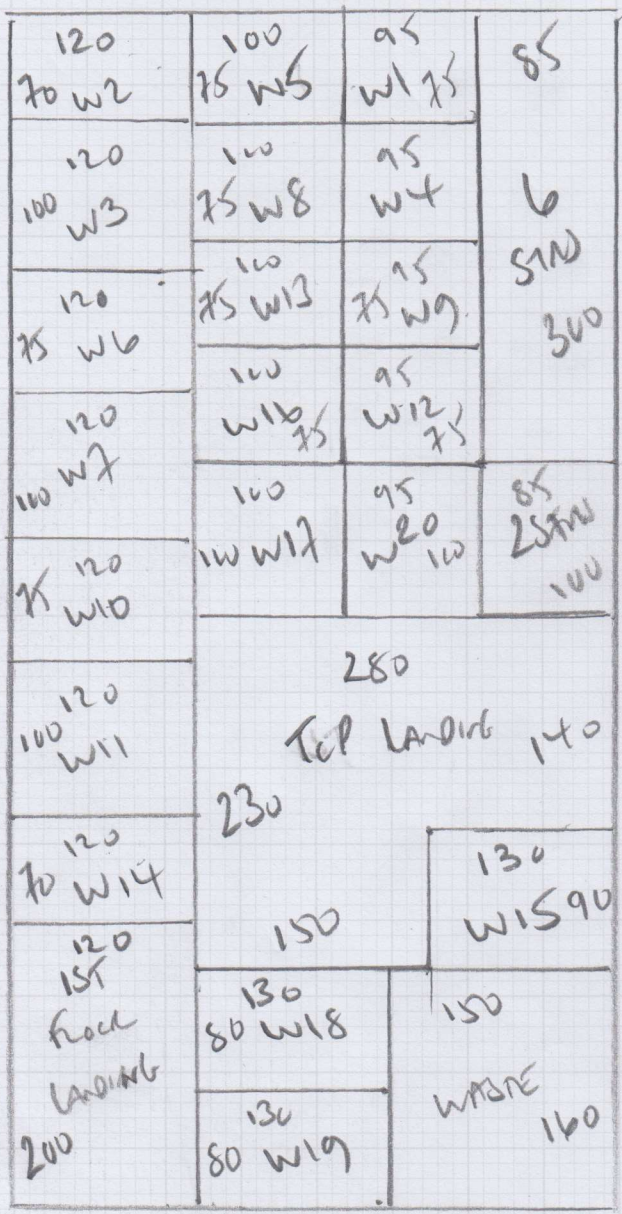 120
70 W2
120
100 W3
120
75 W6
120
100 W7
120
75 W10
120
100 W11
120
70 W14
120
1ST
FLOOR
LANDING
200
100
75 W5
100
75 W8
100
75 W13
100
W16 75
100
100 W17
95
W1 75
95
W4
95
75 W9
95
W12 75
95
W20 100
85
6
STN
300
85
2STN
100
280
TOP LANDING 140
230
150
130
W15 90
130
80 W18
130
80 W19
150
WASTE
160